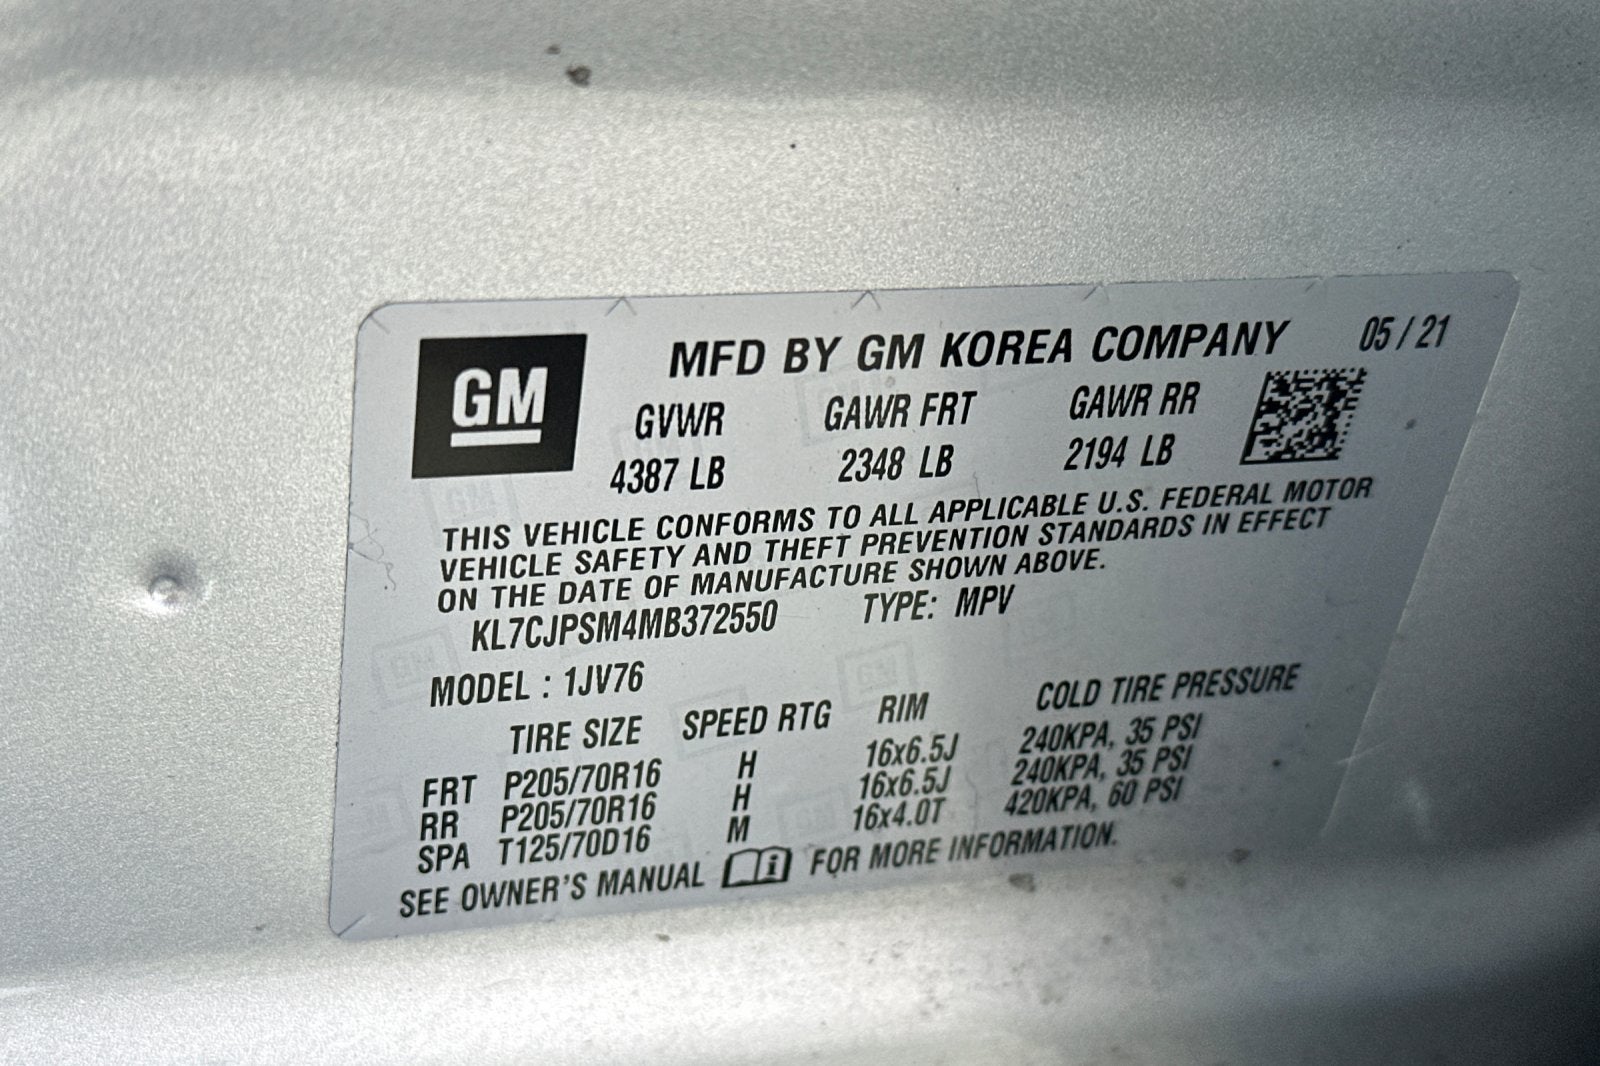 GM
MFD BY GM KOREA COMPANY 05/21
GVWR GAWR FRT GAWR RR
4387 LB 2348 LB 2194 LB
THIS VEHICLE CONFORMS TO ALL APPLICABLE U.S. FEDERAL MOTOR
VEHICLE SAFETY AND THEFT PREVENTION STANDARDS IN EFFECT
ON THE DATE OF MANUFACTURE SHOWN ABOVE.
KL7CJPSM4MB372550 TYPE: MPV
MODEL : 1JV76
TIRE SIZE SPEED RTG RIM COLD TIRE PRESSURE
FRT P205/70R16 H 16x6.5J 240KPA, 35 PSI
RR P205/70R16 H 16x6.5J 240KPA, 35 PSI
SPA T125/70D16 M 16x4.0T 420KPA, 60 PSI
SEE OWNER'S MANUAL FOR MORE INFORMATION.